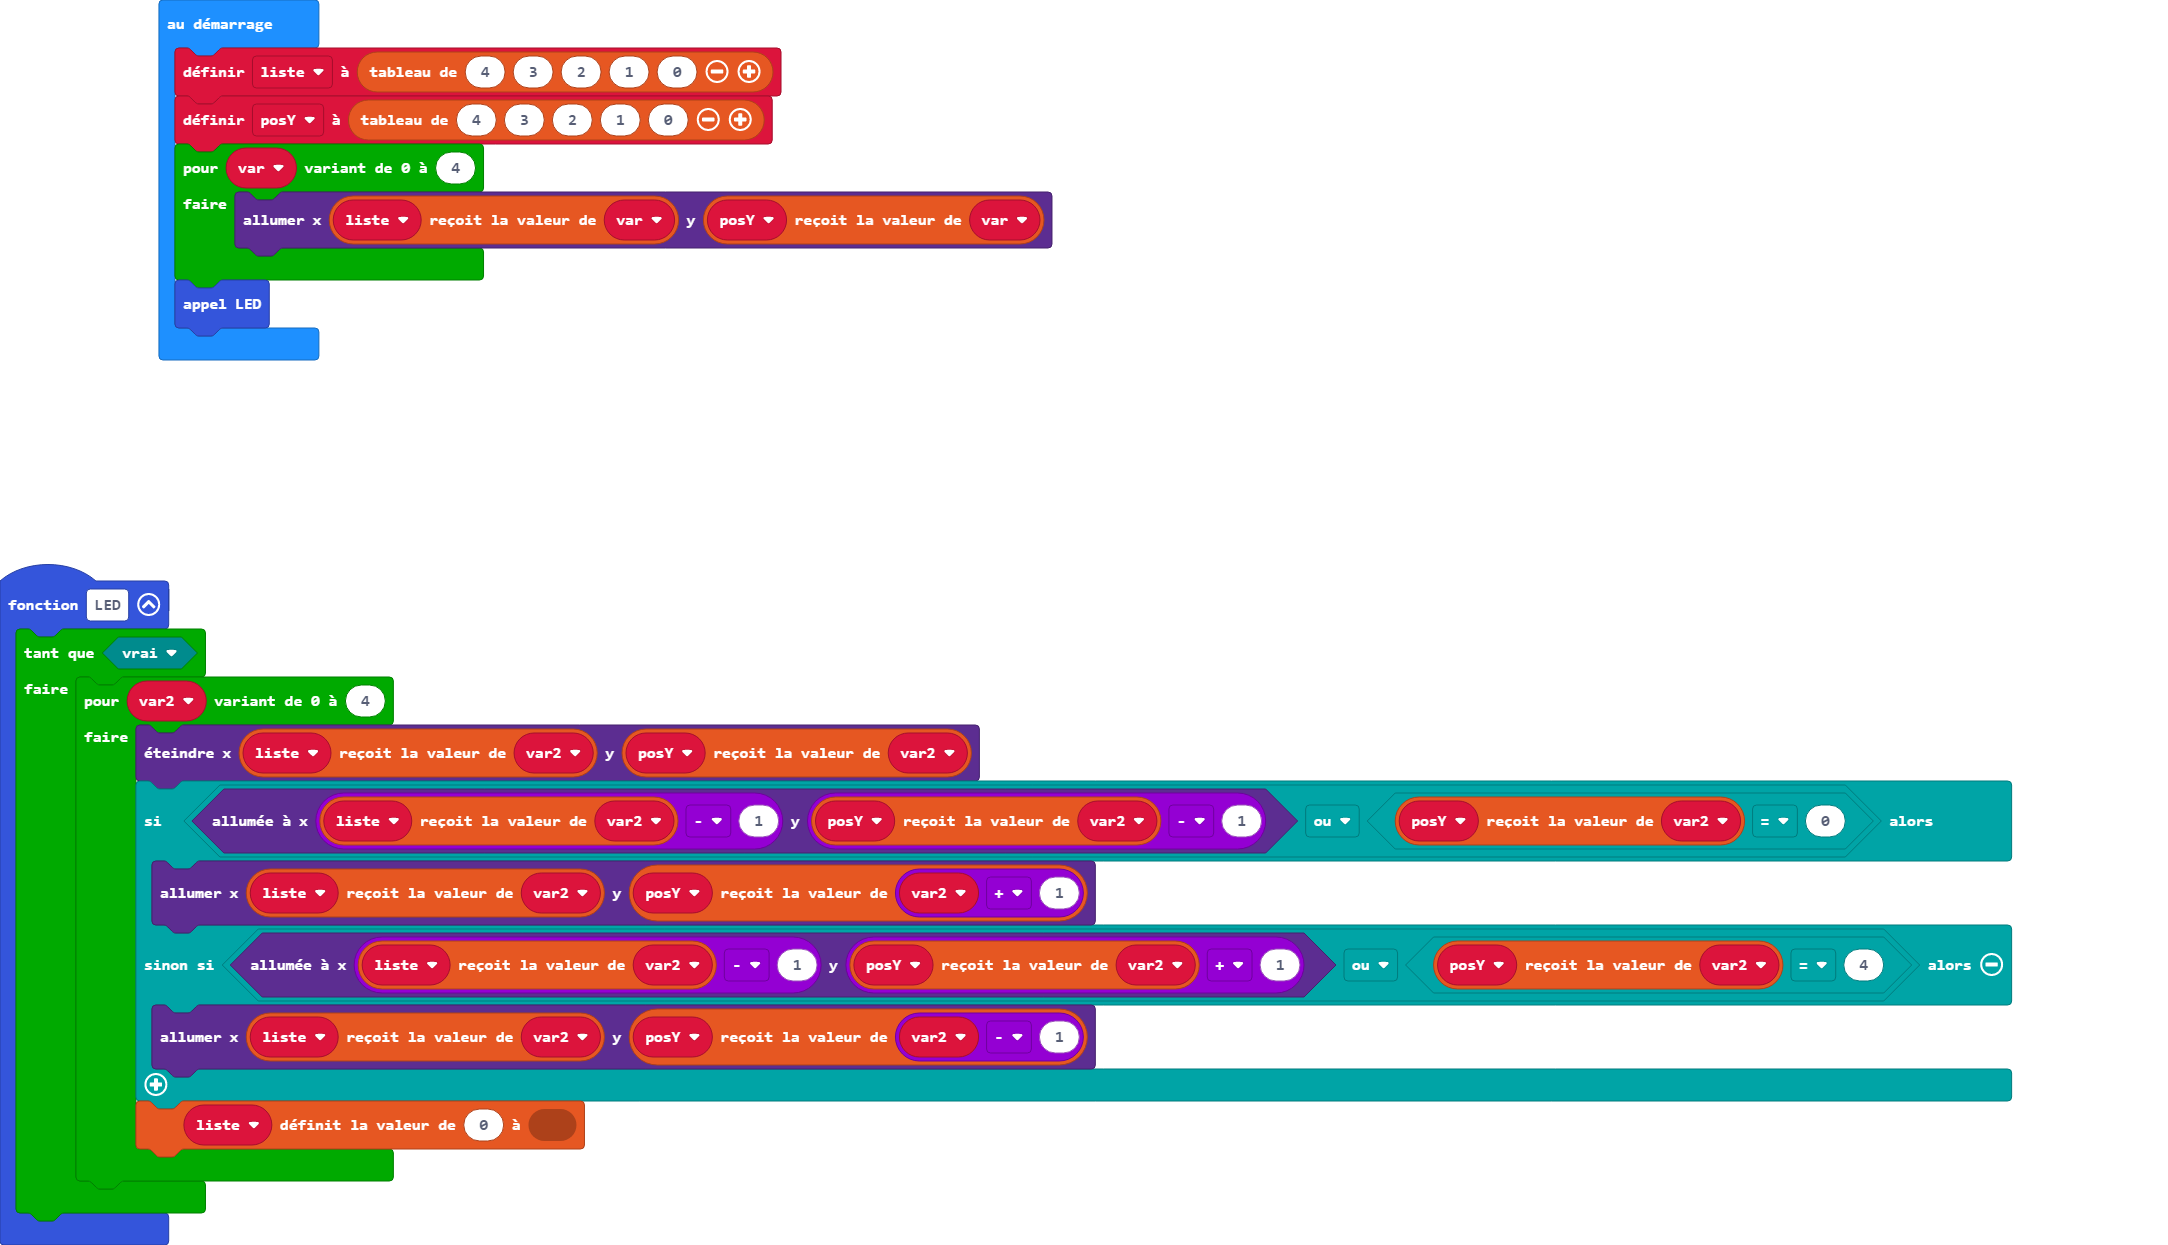 au démarrage
définir liste à tableau de 4 3 2 1 0
définir posY à tableau de 4 3 2 1 0
pour var variant de 0 à 4
faire allumer x liste reçoit la valeur de var y posY reçoit la valeur de var
appel LED
fonction LED
tant que vrai
faire pour var2 variant de 0 à 4
faire éteindre x liste reçoit la valeur de var2 y posY reçoit la valeur de var2
si allumée à x liste reçoit la valeur de var2 - 1 y posY reçoit la valeur de var2 - 1 ou posY reçoit la valeur de var2 = 0 alors
allumer x liste reçoit la valeur de var2 y posY reçoit la valeur de var2 + 1
sinon si allumée à x liste reçoit la valeur de var2 - 1 y posY reçoit la valeur de var2 + 1 ou posY reçoit la valeur de var2 = 4 alors
allumer x liste reçoit la valeur de var2 y posY reçoit la valeur de var2 - 1
liste définit la valeur de 0 à